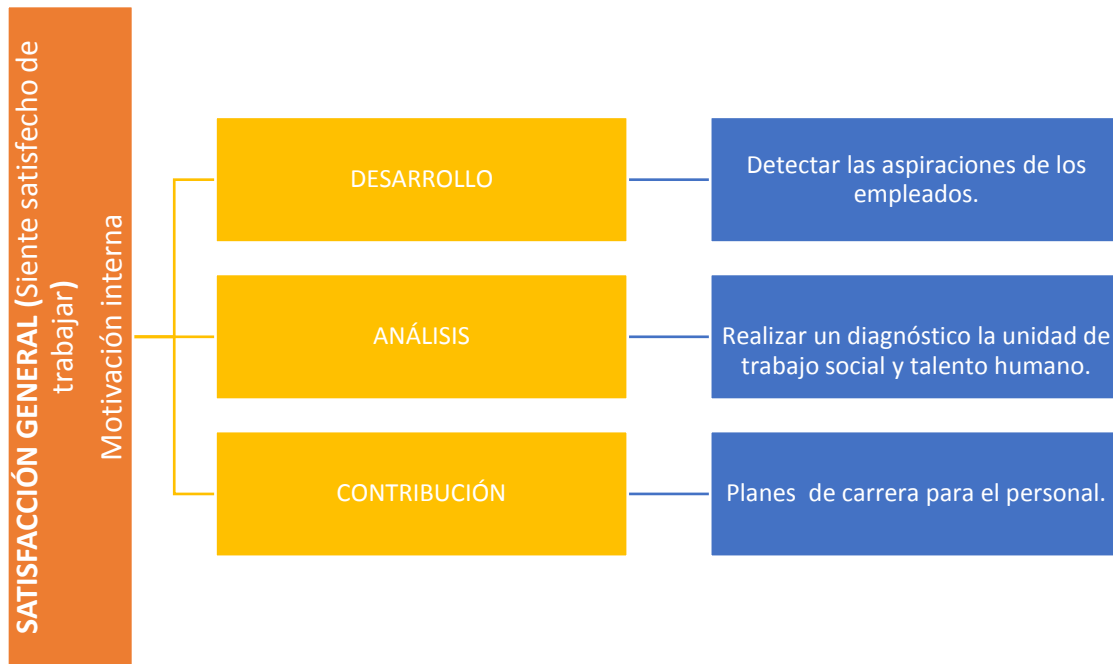 SATISFACCIÓN GENERAL (Siente satisfecho de
trabajar)
Motivación interna
DESARROLLO
Detectar las aspiraciones de los
empleados.
ANÁLISIS
Realizar un diagnóstico la unidad de
trabajo social y talento humano.
CONTRIBUCIÓN
Planes  de carrera para el personal.